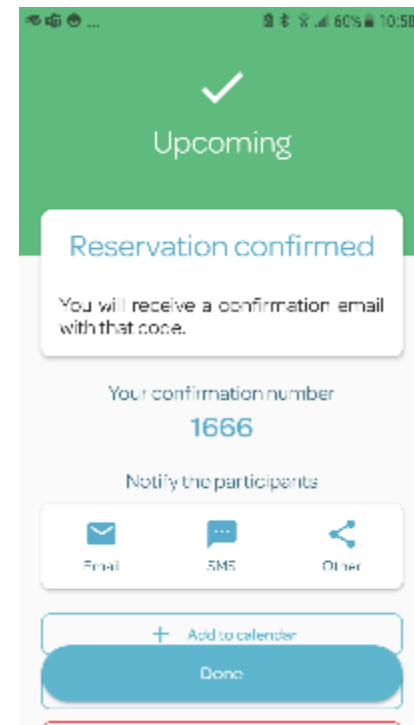 60% 10:58
Upcoming
Reservation confirmed
You will receive a confirmation email
with that code.
Your confirmation number
1666
Notify the participants
Email SMS Other
+ Add to calendar
Done